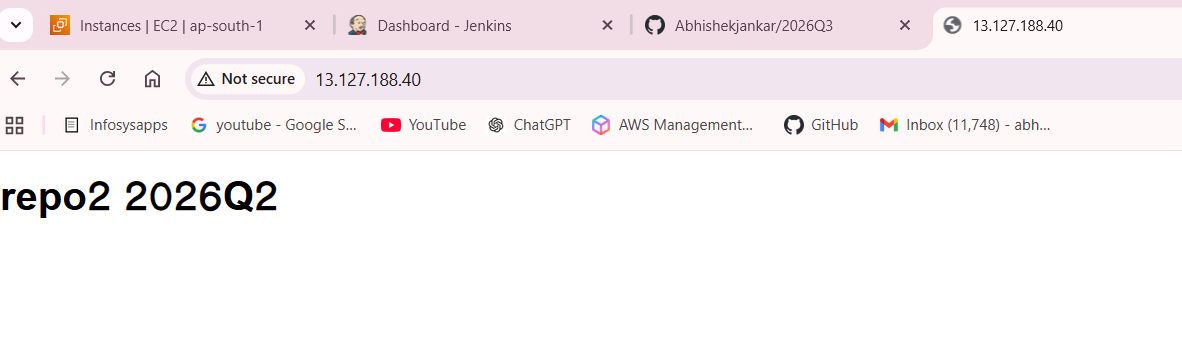 Instances | EC2 | ap-south-1
Dashboard - Jenkins
Abhishekjankar/2026Q3
13.127.188.40
Not secure 13.127.188.40
Infosysapps youtube - Google S... YouTube ChatGPT AWS Management... GitHub Inbox (11,748) - abh...
repo2 2026Q2